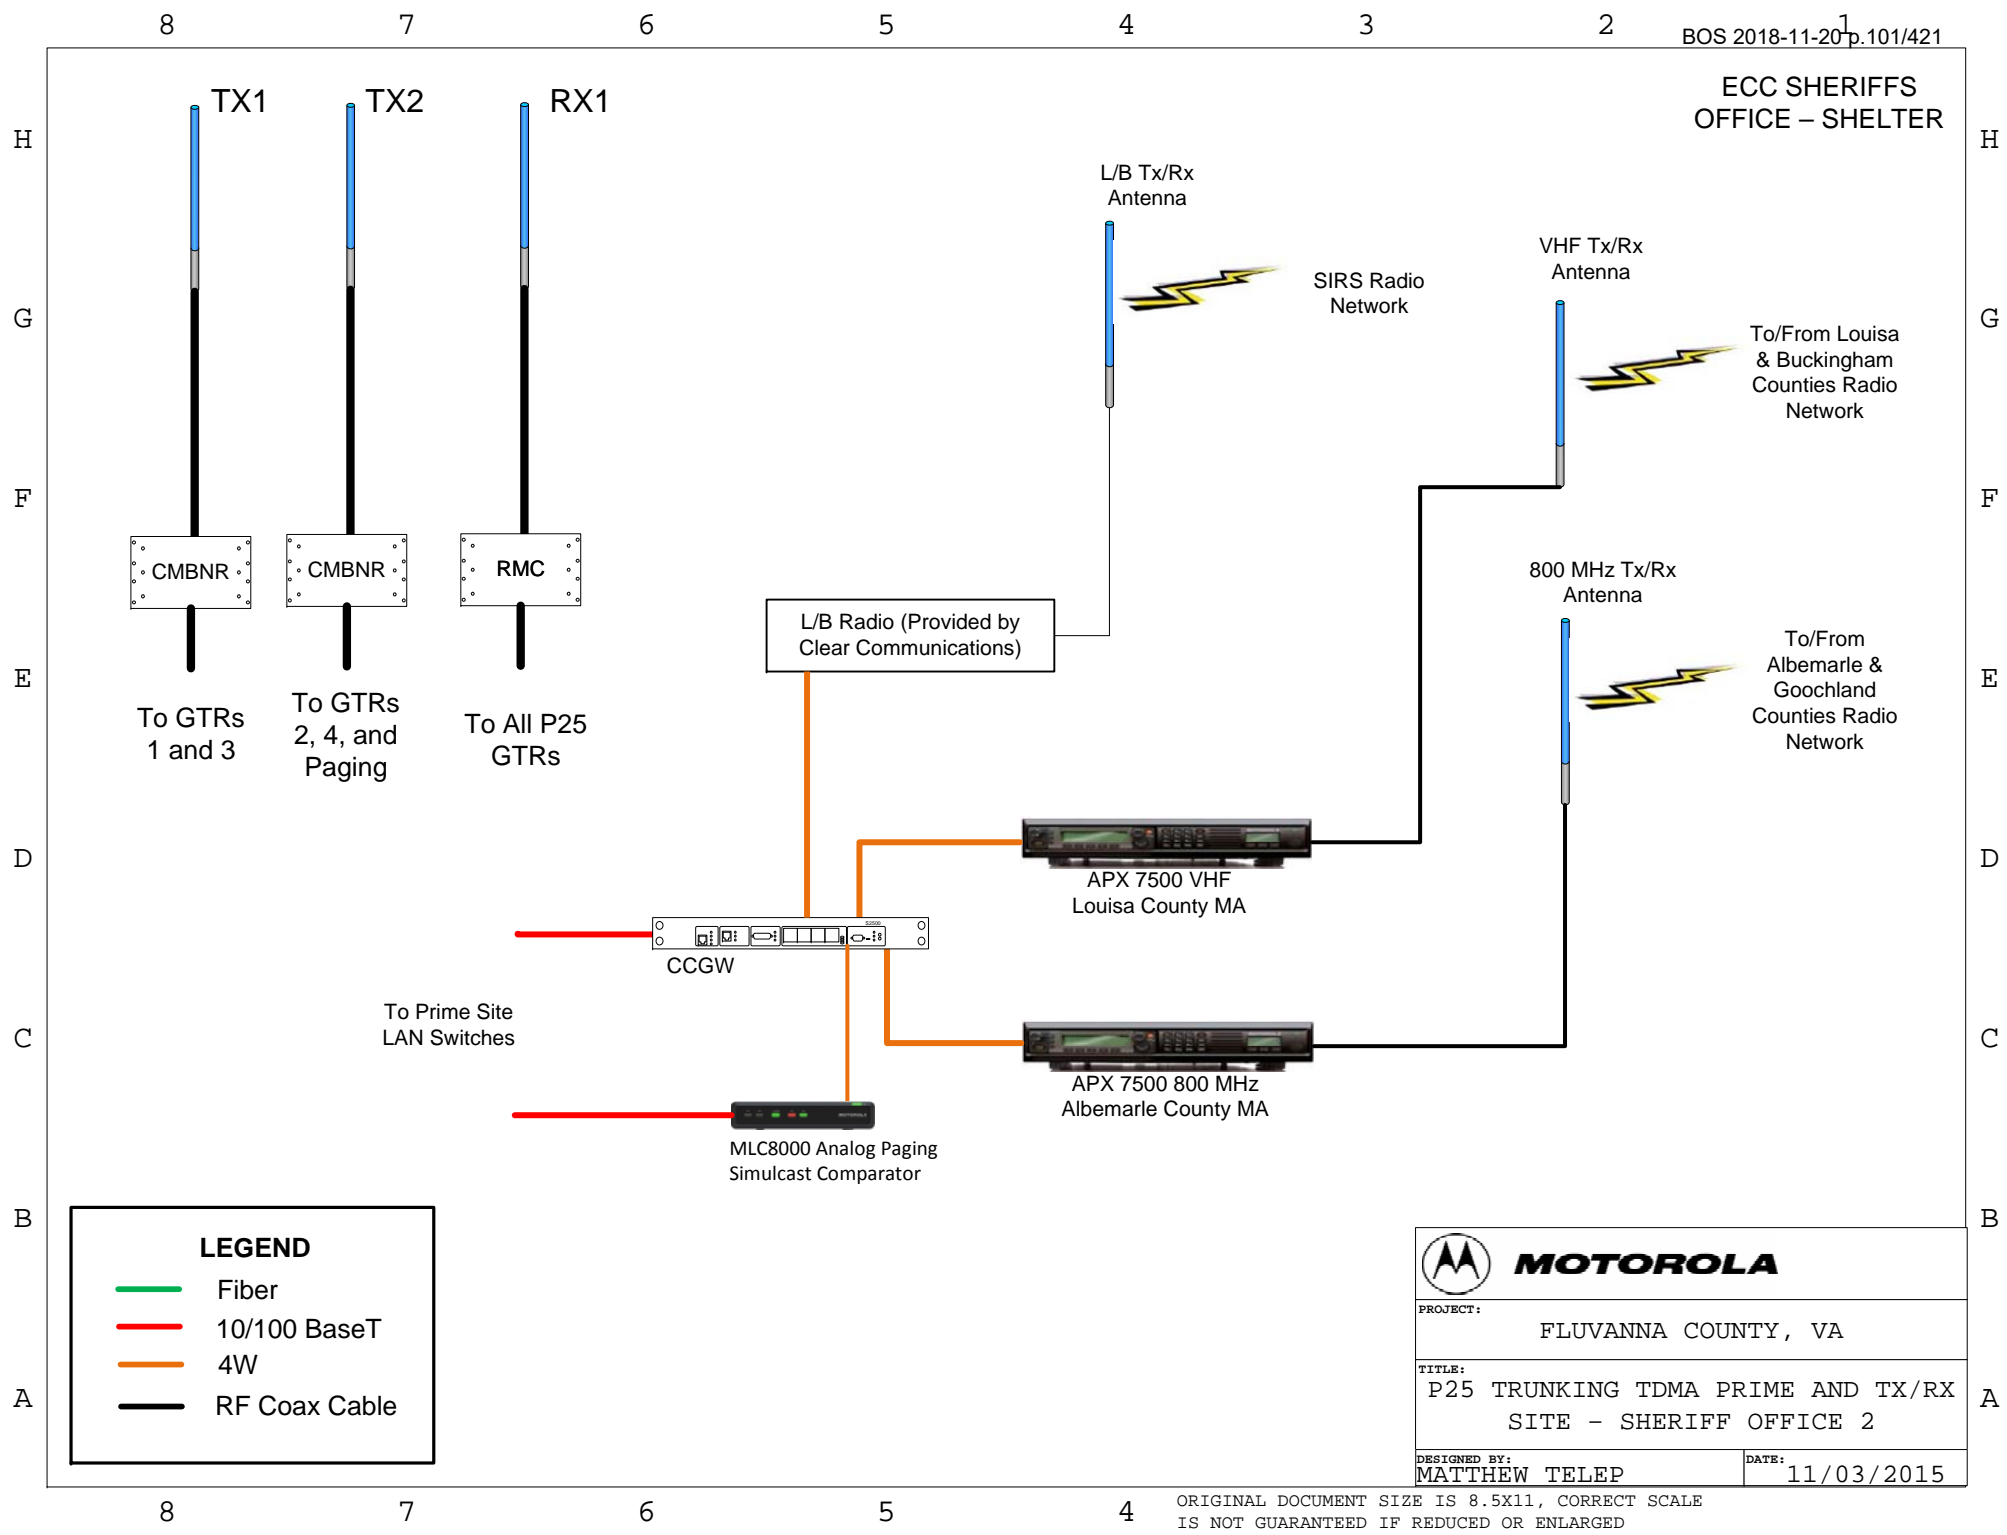 8 7 6 5 4 3 2 1
BOS 2018-11-20 p.101/421
ECC SHERIFFS
OFFICE – SHELTER
TX1
TX2
RX1
H
H
L/B Tx/Rx
Antenna
SIRS Radio
Network
VHF Tx/Rx
Antenna
To/From Louisa
& Buckingham
Counties Radio
Network
G
G
F
F
CMBNR
CMBNR
RMC
800 MHz Tx/Rx
Antenna
L/B Radio (Provided by
Clear Communications)
To/From
Albemarle &
Goochland
Counties Radio
Network
E
E
To GTRs
1 and 3
To GTRs
2, 4, and
Paging
To All P25
GTRs
D
D
APX 7500 VHF
Louisa County MA
S2500
CCGW
To Prime Site
LAN Switches
C
C
APX 7500 800 MHz
Albemarle County MA
MOTOROLA
MLC8000 Analog Paging
Simulcast Comparator
B
B
LEGEND
Fiber
10/100 BaseT
4W
RF Coax Cable
MOTOROLA
PROJECT:
FLUVANNA COUNTY, VA
TITLE:
P25 TRUNKING TDMA PRIME AND TX/RX
SITE – SHERIFF OFFICE 2
A
A
DESIGNED BY:
MATTHEW TELEP
DATE:
11/03/2015
8 7 6 5 4
ORIGINAL DOCUMENT SIZE IS 8.5X11, CORRECT SCALE
IS NOT GUARANTEED IF REDUCED OR ENLARGED